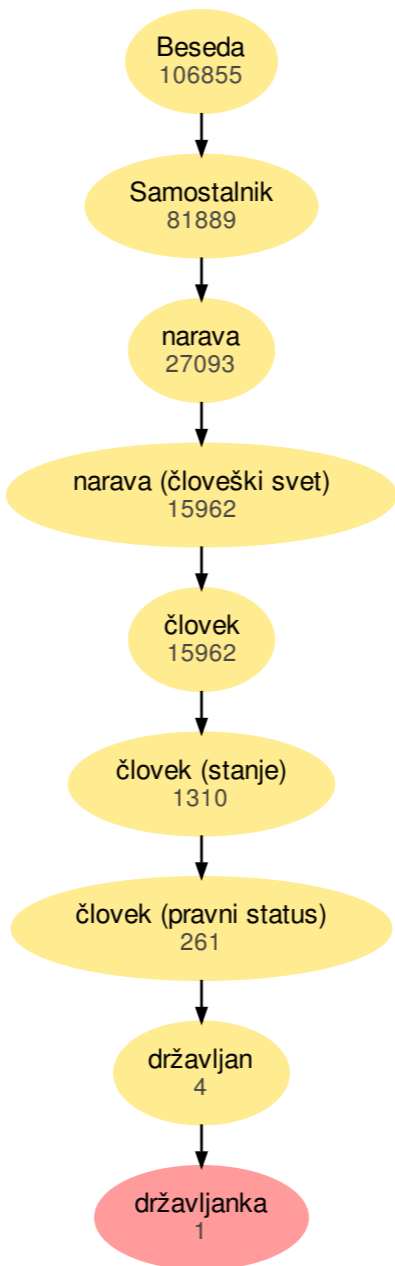 Beseda
106855
Samostalnik
81889
narava
27093
narava (človeški svet)
15962
človek
15962
človek (stanje)
1310
človek (pravni status)
261
državljan
4
državljanka
1